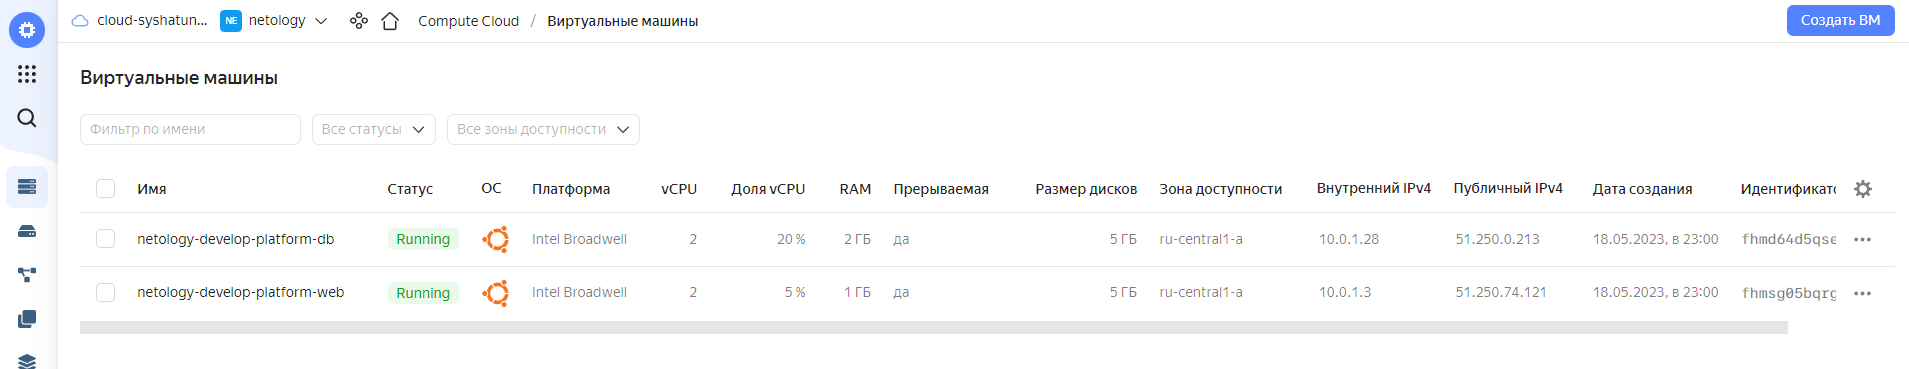 cloud-syshatun... NE netology Compute Cloud / Виртуальные машины Создать ВМ
Виртуальные машины
Фильтр по имени Все статусы Все зоны доступности
Имя Статус ОС Платформа vCPU Доля vCPU RAM Прерываемая Размер дисков Зона доступности Внутренний IPv4 Публичный IPv4 Дата создания Идентификатс
netology-develop-platform-db Running Intel Broadwell 2 20 % 2 ГБ да 5 ГБ ru-central1-a 10.0.1.28 51.250.0.213 18.05.2023, в 23:00 fhmd64d5qse
netology-develop-platform-web Running Intel Broadwell 2 5 % 1 ГБ да 5 ГБ ru-central1-a 10.0.1.3 51.250.74.121 18.05.2023, в 23:00 fhmsg05bqrg